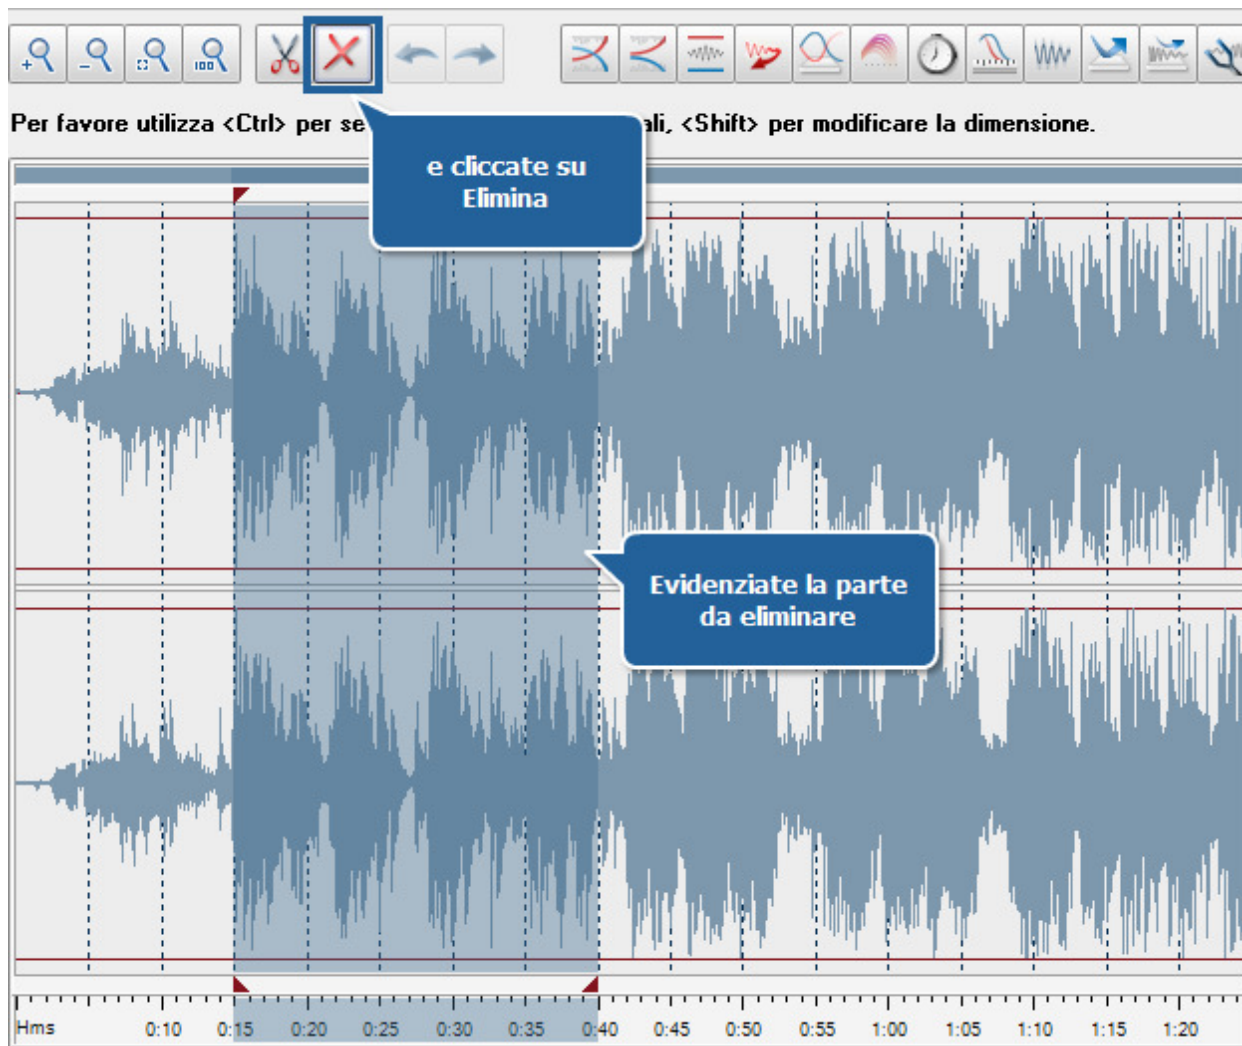 100
Per favore utilizza <Ctrl> per se ali, <Shift> per modificare la dimensione.
e cliccate su
Elimina
Evidenziate la parte
da eliminare
Hms 0:10 0:15 0:20 0:25 0:30 0:35 0:40 0:45 0:50 0:55 1:00 1:05 1:10 1:15 1:20